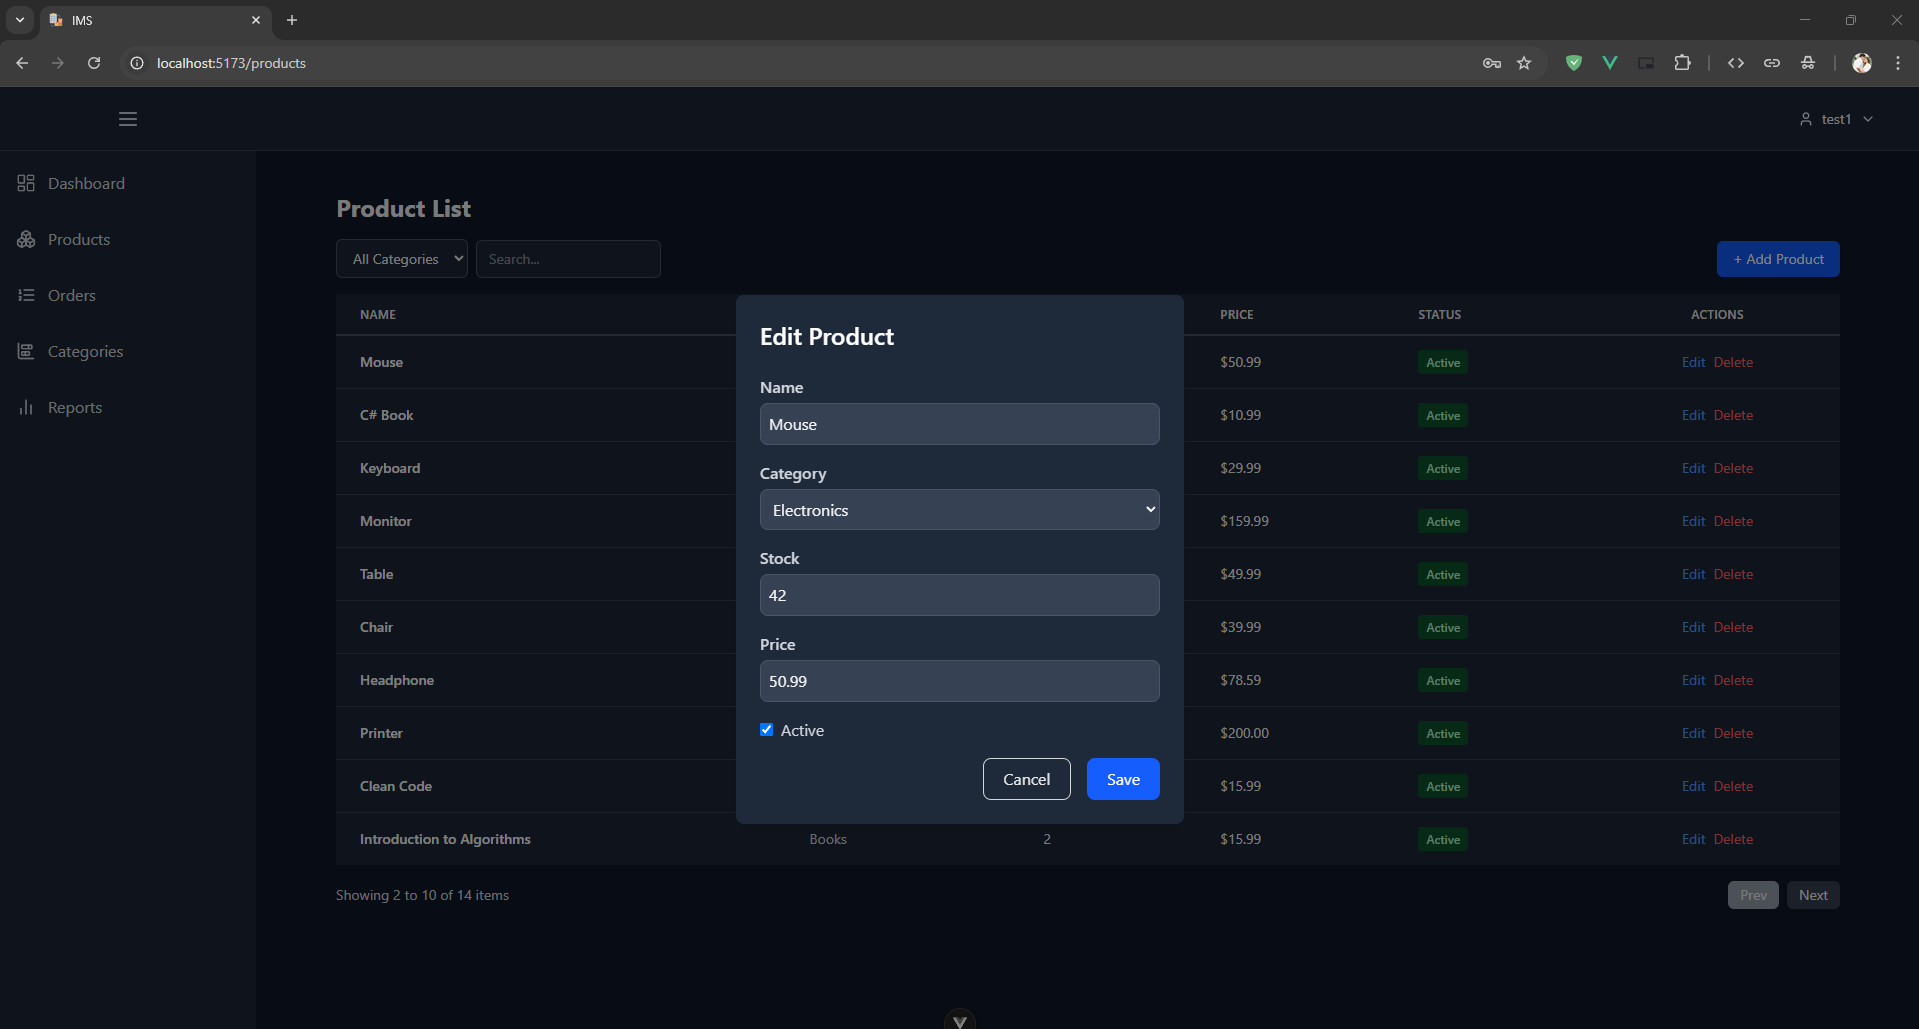 IMS
localhost:5173/products
test1
Dashboard
Products
Orders
Categories
Reports
Product List
All Categories
Search...
+ Add Product
NAME PRICE STATUS ACTIONS
Mouse $50.99 Active Edit Delete
C# Book $10.99 Active Edit Delete
Keyboard $29.99 Active Edit Delete
Monitor $159.99 Active Edit Delete
Table $49.99 Active Edit Delete
Chair $39.99 Active Edit Delete
Headphone $78.59 Active Edit Delete
Printer $200.00 Active Edit Delete
Clean Code $15.99 Active Edit Delete
Introduction to Algorithms Books 2 $15.99 Active Edit Delete
Showing 2 to 10 of 14 items
Prev Next
Edit Product
Name
Mouse
Category
Electronics
Stock
42
Price
50.99
Active
Cancel Save